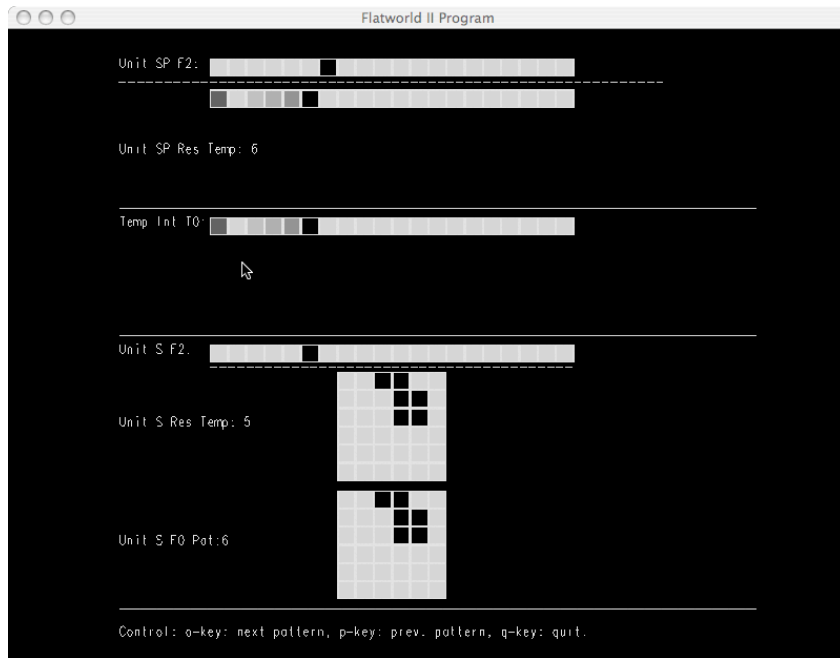 Flatworld II Program
Unit SP F2:
Unit SP Res Temp: 6
Temp Int T0:
Unit S F2:
Unit S Res Temp: 5
Unit S F0 Pat:6
Control: o-key: next pattern, p-key: prev. pattern, q-key: quit.